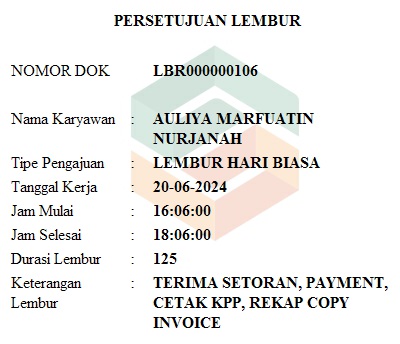 PERSETUJUAN LEMBUR
NOMOR DOK LBR000000106
Nama Karyawan : AULIYA MARFUATIN
NURJANAH
Tipe Pengajuan : LEMBUR HARI BIASA
Tanggal Kerja : 20-06-2024
Jam Mulai : 16:06:00
Jam Selesai : 18:06:00
Durasi Lembur : 125
Keterangan : TERIMA SETORAN, PAYMENT,
Lembur CETAK KPP, REKAP COPY
INVOICE